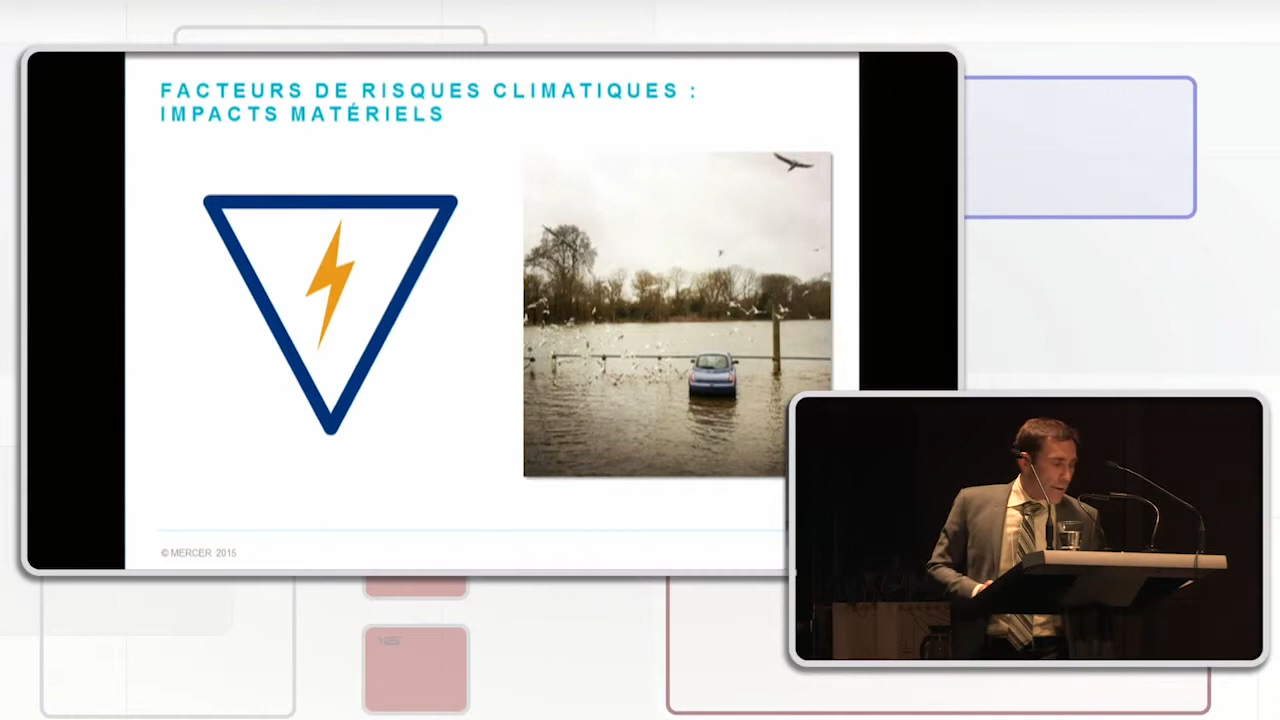 FACTEURS DE RISQUES CLIMATIQUES :
IMPACTS MATÉRIELS
© MERCER 2015